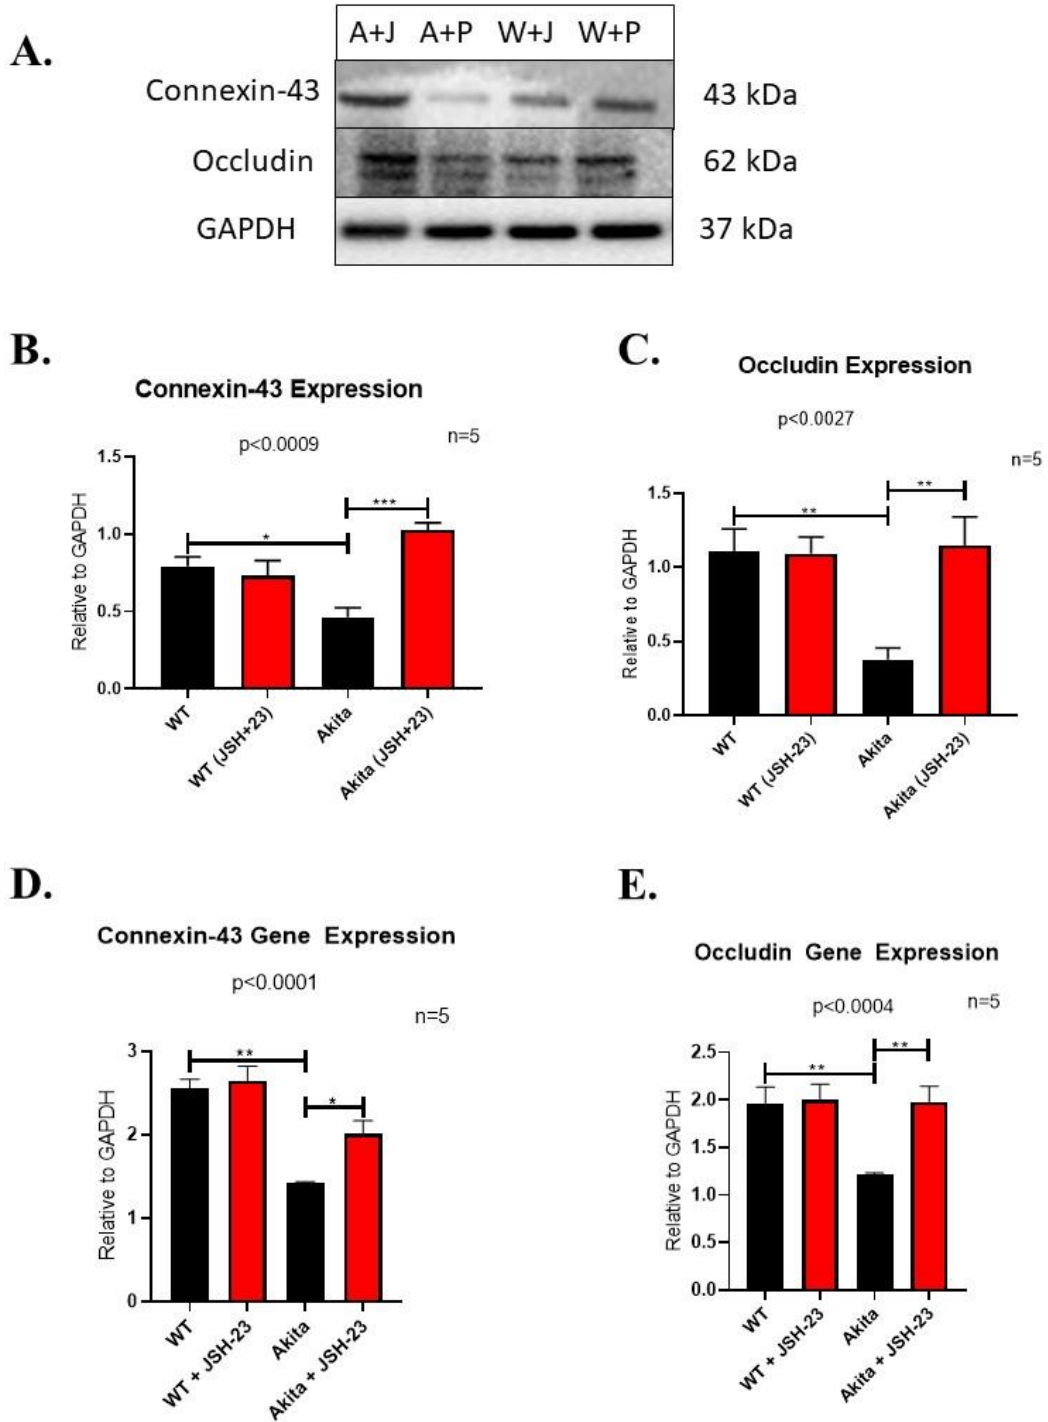 A.
A+J A+P W+J W+P
Connexin-43 43 kDa
Occludin 62 kDa
GAPDH 37 kDa
B.
Connexin-43 Expression
p<0.0009
n=5
Relative to GAPDH
1.5
1.0
0.5
0.0
***
*
WT
WT (JSH+23)
Akita
Akita (JSH+23)
C.
Occludin Expression
p<0.0027
n=5
Relative to GAPDH
1.5
1.0
0.5
0.0
**
**
WT
WT (JSH-23)
Akita
Akita (JSH-23)
D.
Connexin-43 Gene Expression
p<0.0001
n=5
Relative to GAPDH
3
2
1
0
**
*
WT
WT + JSH-23
Akita
Akita + JSH-23
E.
Occludin Gene Expression
p<0.0004
n=5
Relative to GAPDH
2.5
2.0
1.5
1.0
0.5
0.0
**
**
WT
WT + JSH-23
Akita
Akita + JSH-23